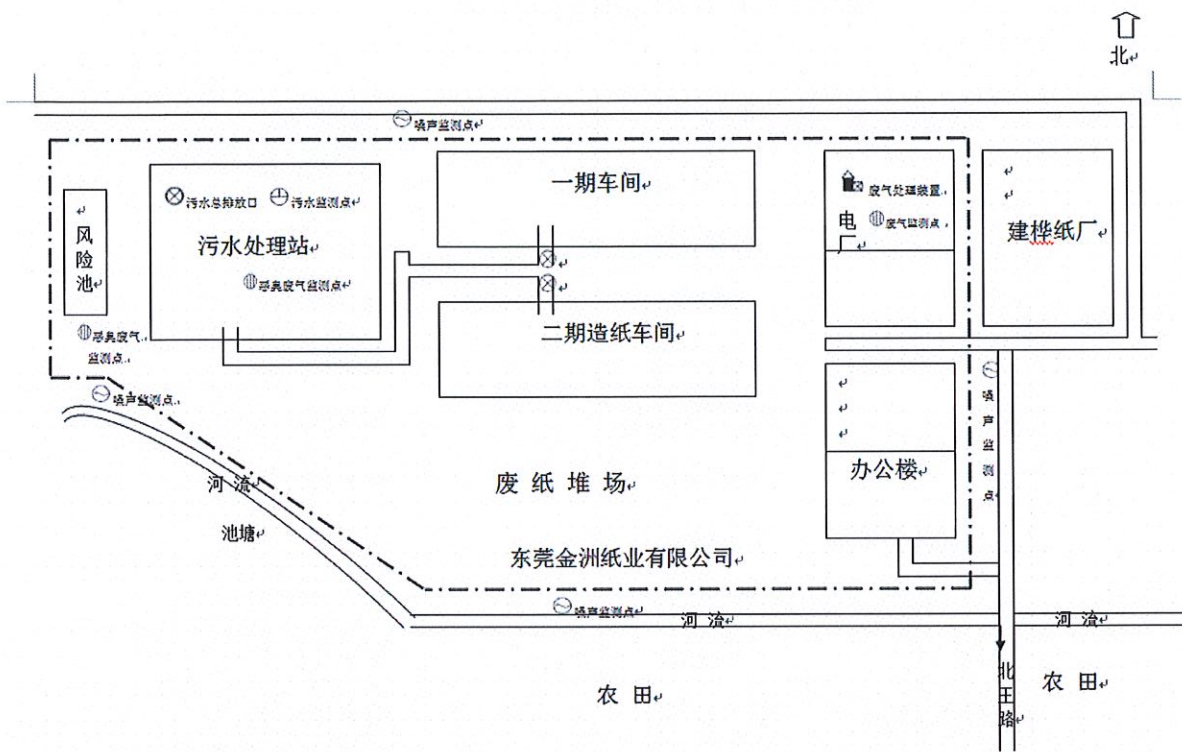 北
噪声监测点
一期车间
废气处理装置
废气监测点
电厂
建桦纸厂
污水总排放口
污水监测点
污水处理站
恶臭废气监测点
风险池
恶臭废气
监测点
二期造纸车间
噪声监测点
噪声监测点
河 流
池塘
废 纸 堆 场
办公楼
东莞金洲纸业有限公司
噪声监测点
河 流
河 流
农 田
北王路
农 田